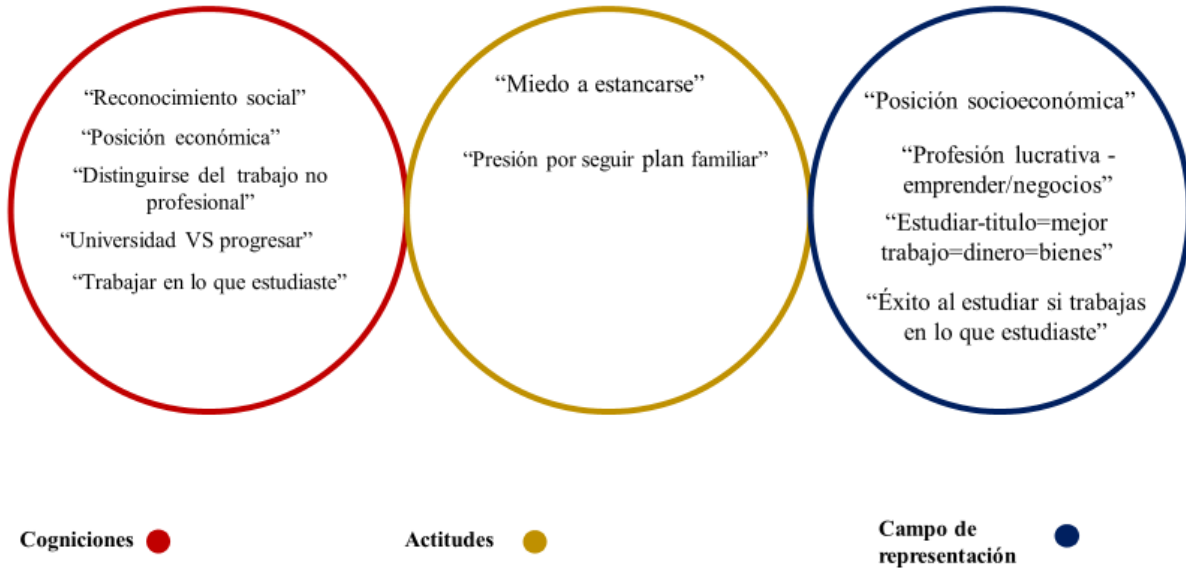 “Reconocimiento social”
“Posición económica”
“Distinguirse del trabajo no
profesional”
“Universidad VS progresar”
“Trabajar en lo que estudiaste”
“Miedo a estancarse”
“Presión por seguir plan familiar”
“Posición socioeconómica”
“Profesión lucrativa -
emprender/negocios”
“Estudiar-titulo=mejor
trabajo=dinero=bienes”
“Éxito al estudiar si trabajas
en lo que estudiaste”
Cogniciones
Actitudes
Campo de
representación